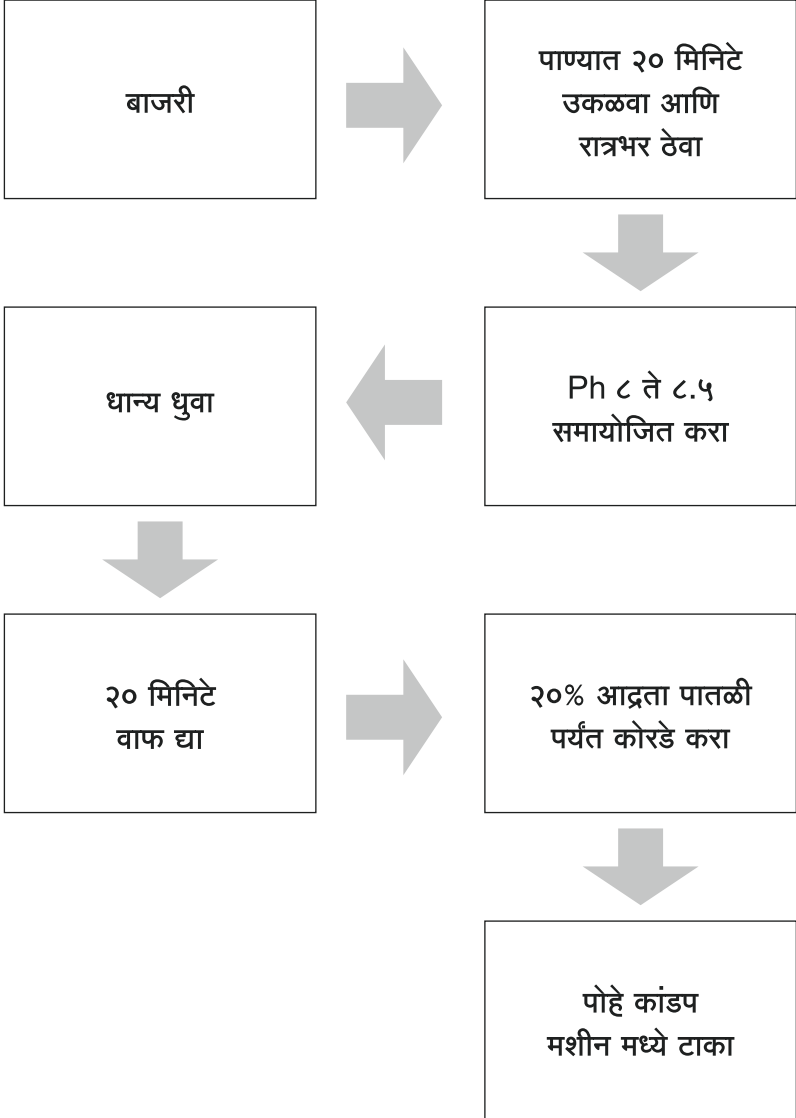 बाजरी
पाण्यात २० मिनिटे
उकळवा आणि
रात्रभर ठेवा
Ph ८ ते ८.५
समायोजित करा
धान्य धुवा
२० मिनिटे
वाफ द्या
२०% आद्रता पातळी
पर्यंत कोरडे करा
पोहे कांडप
मशीन मध्ये टाका